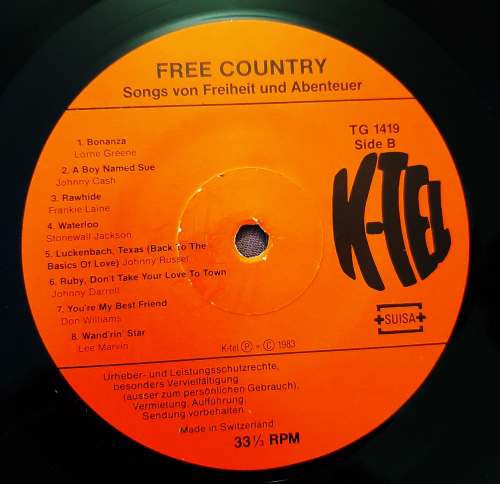 FREE COUNTRY
Songs von Freiheit und Abenteuer
TG 1419
Side B
1. Bonanza
Lorne Greene
2. A Boy Named Sue
Johnny Cash
3. Rawhide
Frankie Laine
4. Waterloo
Stonewall Jackson
5. Luckenbach, Texas (Back To The
Basics Of Love) Johnny Russel
6. Ruby, Don't Take Your Love To Town
Johnny Darrell
7. You're My Best Friend
Don Williams
8. Wand'rin' Star
Lee Marvin
K-TEL
SUISA
K-tel Ⓟ + Ⓒ 1983
Urheber- und Leistungsschutzrechte,
besonders Vervielfältigung
(ausser zum persönlichen Gebrauch),
Vermietung, Aufführung,
Sendung vorbehalten.
Made in Switzerland
33⅓ RPM